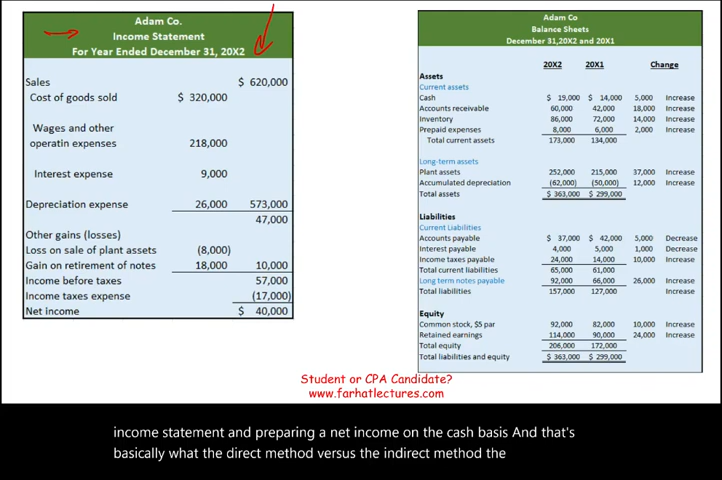 Adam Co.
Income Statement
For Year Ended December 31, 20X2
Sales $ 620,000
Cost of goods sold $ 320,000
Wages and other
operatin expenses 218,000
Interest expense 9,000
Depreciation expense 26,000 573,000
47,000
Other gains (losses)
Loss on sale of plant assets (8,000)
Gain on retirement of notes 18,000 10,000
Income before taxes 57,000
Income taxes expense (17,000)
Net income $ 40,000
Adam Co
Balance Sheets
December 31,20X2 and 20X1
20X2 20X1 Change
Assets
Current assets
Cash $ 19,000 $ 14,000 5,000 Increase
Accounts receivable 60,000 42,000 18,000 Increase
Inventory 86,000 72,000 14,000 Increase
Prepaid expenses 8,000 6,000 2,000 Increase
Total current assets 173,000 134,000
Long-term assets
Plant assets 252,000 215,000 37,000 Increase
Accumulated depreciation (62,000) (50,000) 12,000 Increase
Total assets $ 363,000 $ 299,000
Liabilities
Current Liabilities
Accounts payable $ 37,000 $ 42,000 5,000 Decrease
Interest payable 4,000 5,000 1,000 Decrease
Income taxes payable 24,000 14,000 10,000 Increase
Total current liabilities 65,000 61,000
Long term notes payable 92,000 66,000 26,000 Increase
Total liabilities 157,000 127,000 Increase
Equity
Common stock, $5 par 92,000 82,000 10,000 Increase
Retained earnings 114,000 90,000 24,000 Increase
Total equity 206,000 172,000
Total liabilities and equity $ 363,000 $ 299,000
Student or CPA Candidate?
www.farhatlectures.com
income statement and preparing a net income on the cash basis And that's
basically what the direct method versus the indirect method the